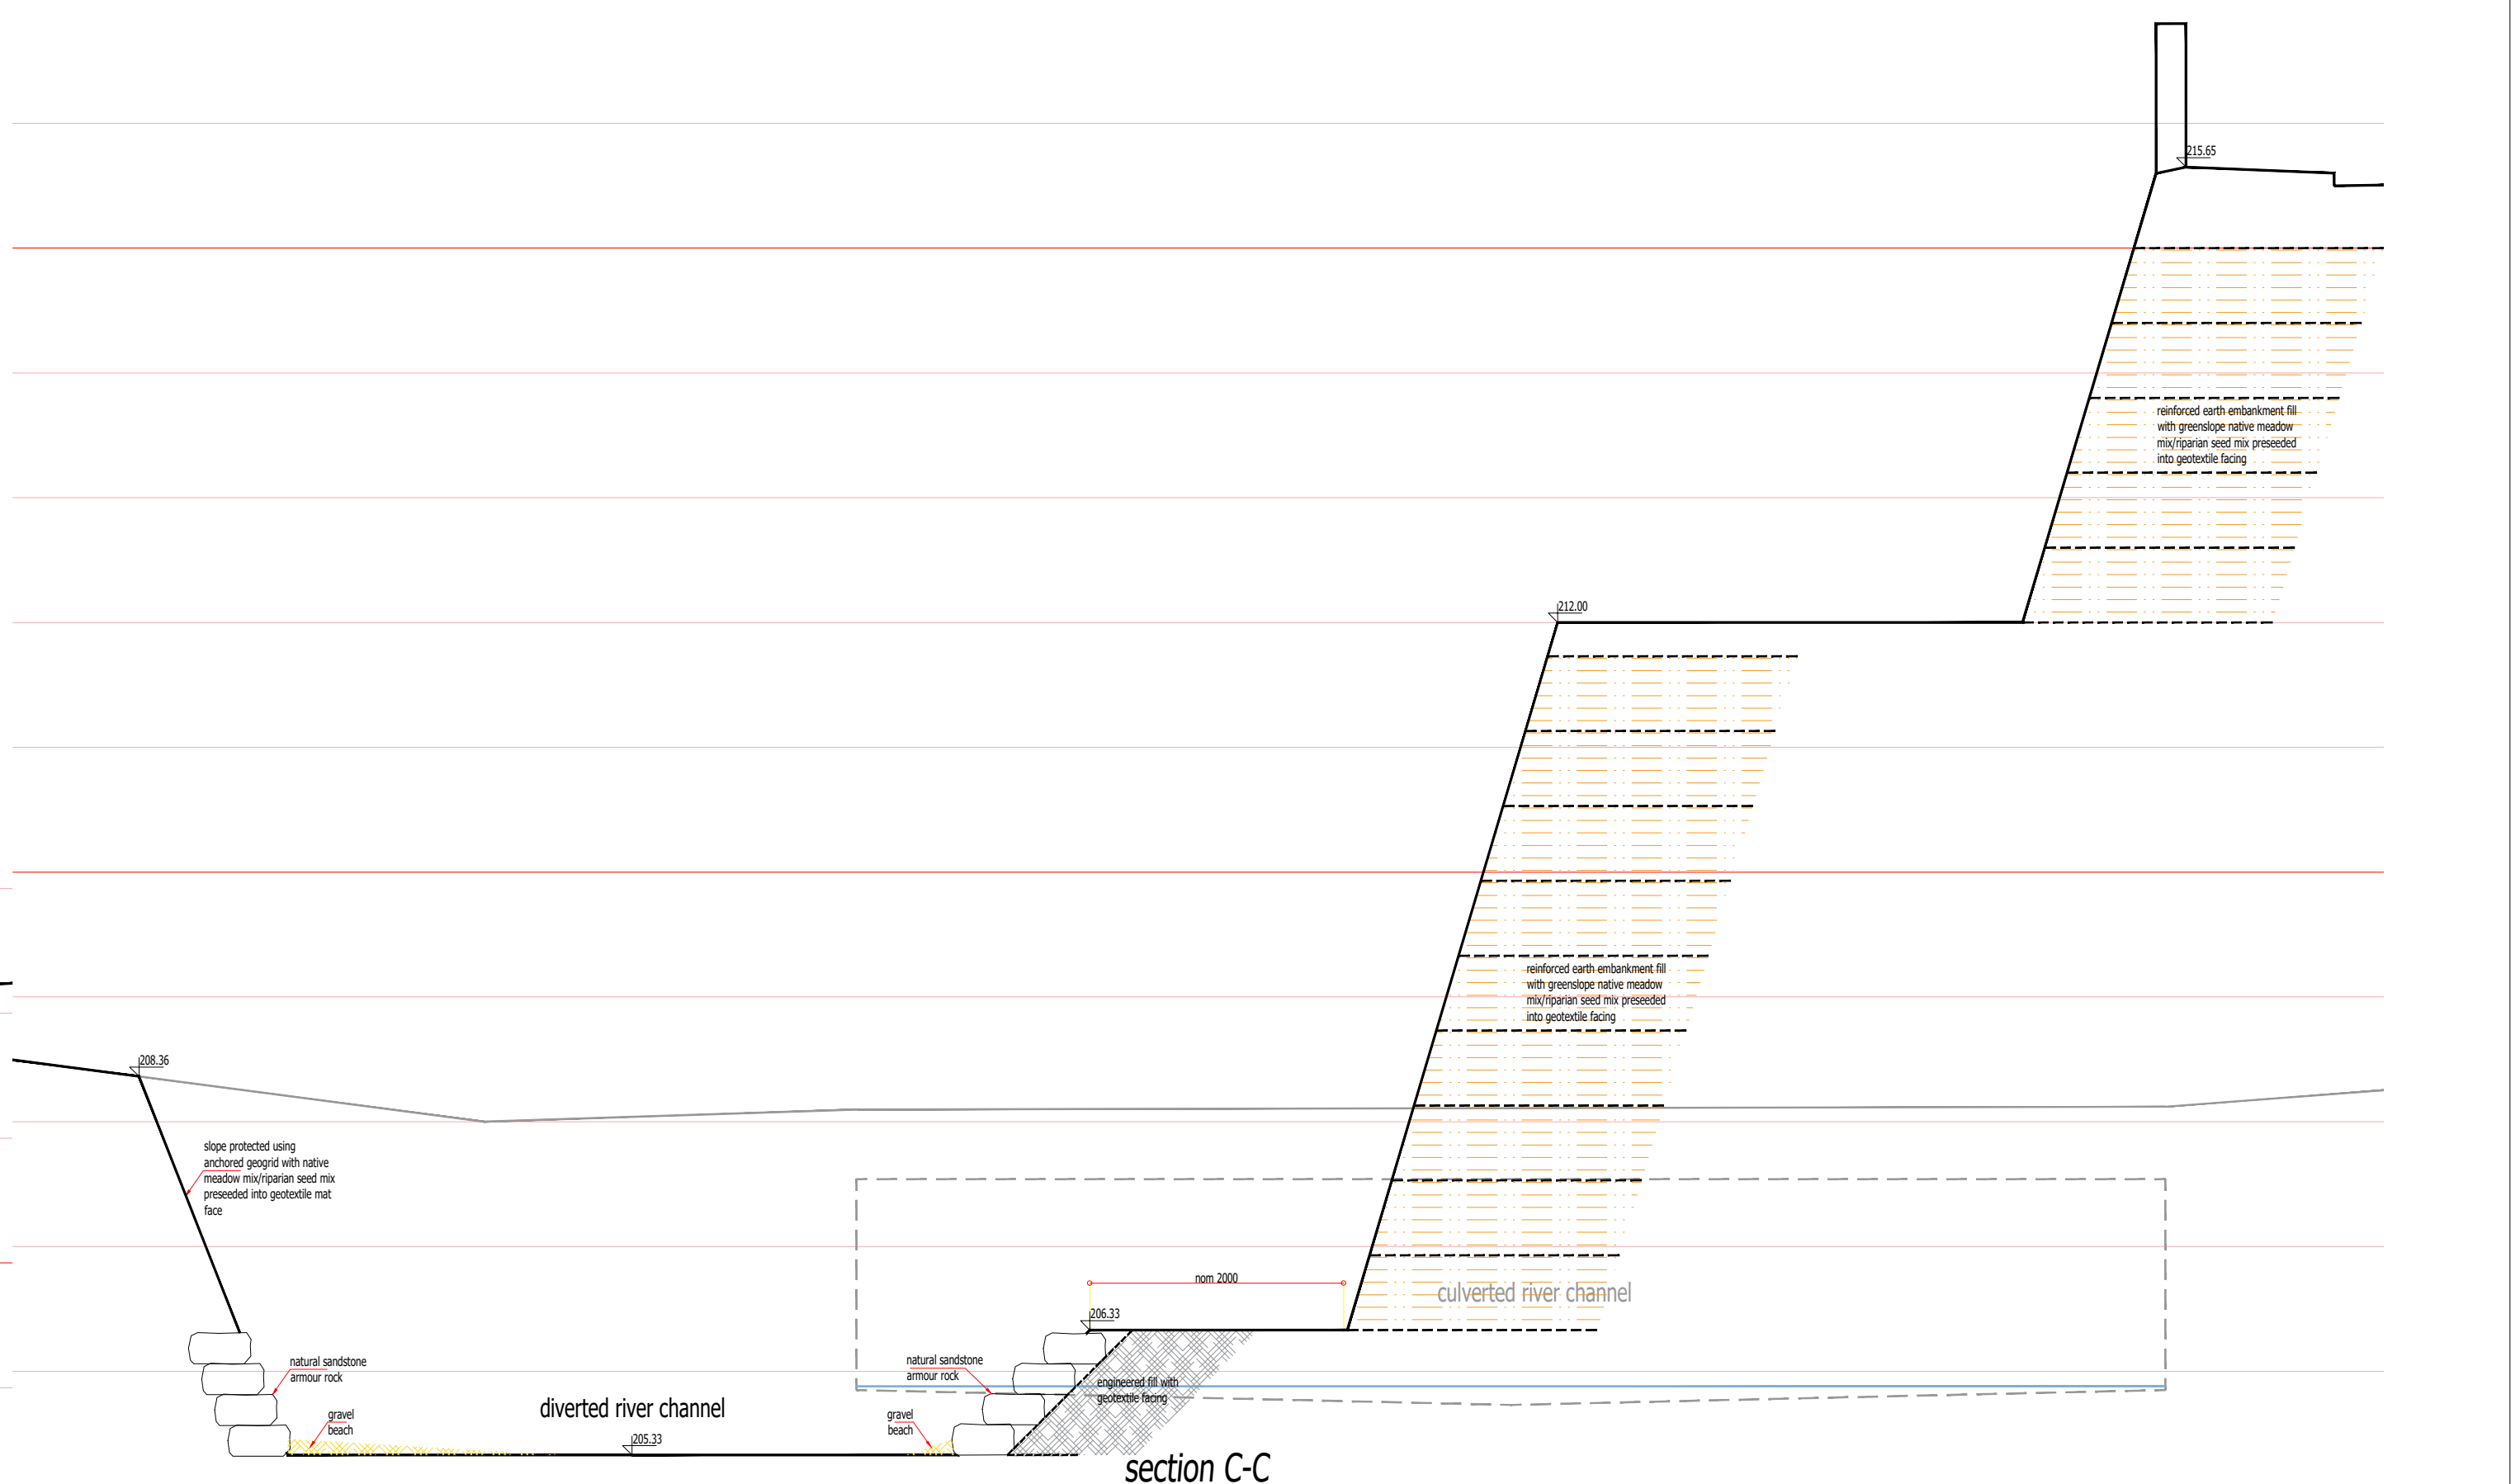 215.65
reinforced earth embankment fill
with greenslope native meadow
mix/riparian seed mix preseeded
into geotextile facing
212.00
reinforced earth embankment fill
with greenslope native meadow
mix/riparian seed mix preseeded
into geotextile facing
208.36
slope protected using
anchored geogrid with native
meadow mix/riparian seed mix
preseeded into geotextile mat
face
nom 2000
culverted river channel
206.33
natural sandstone
armour rock
natural sandstone
armour rock
engineered fill with
geotextile facing
diverted river channel
gravel
beach
gravel
beach
205.33
section C-C